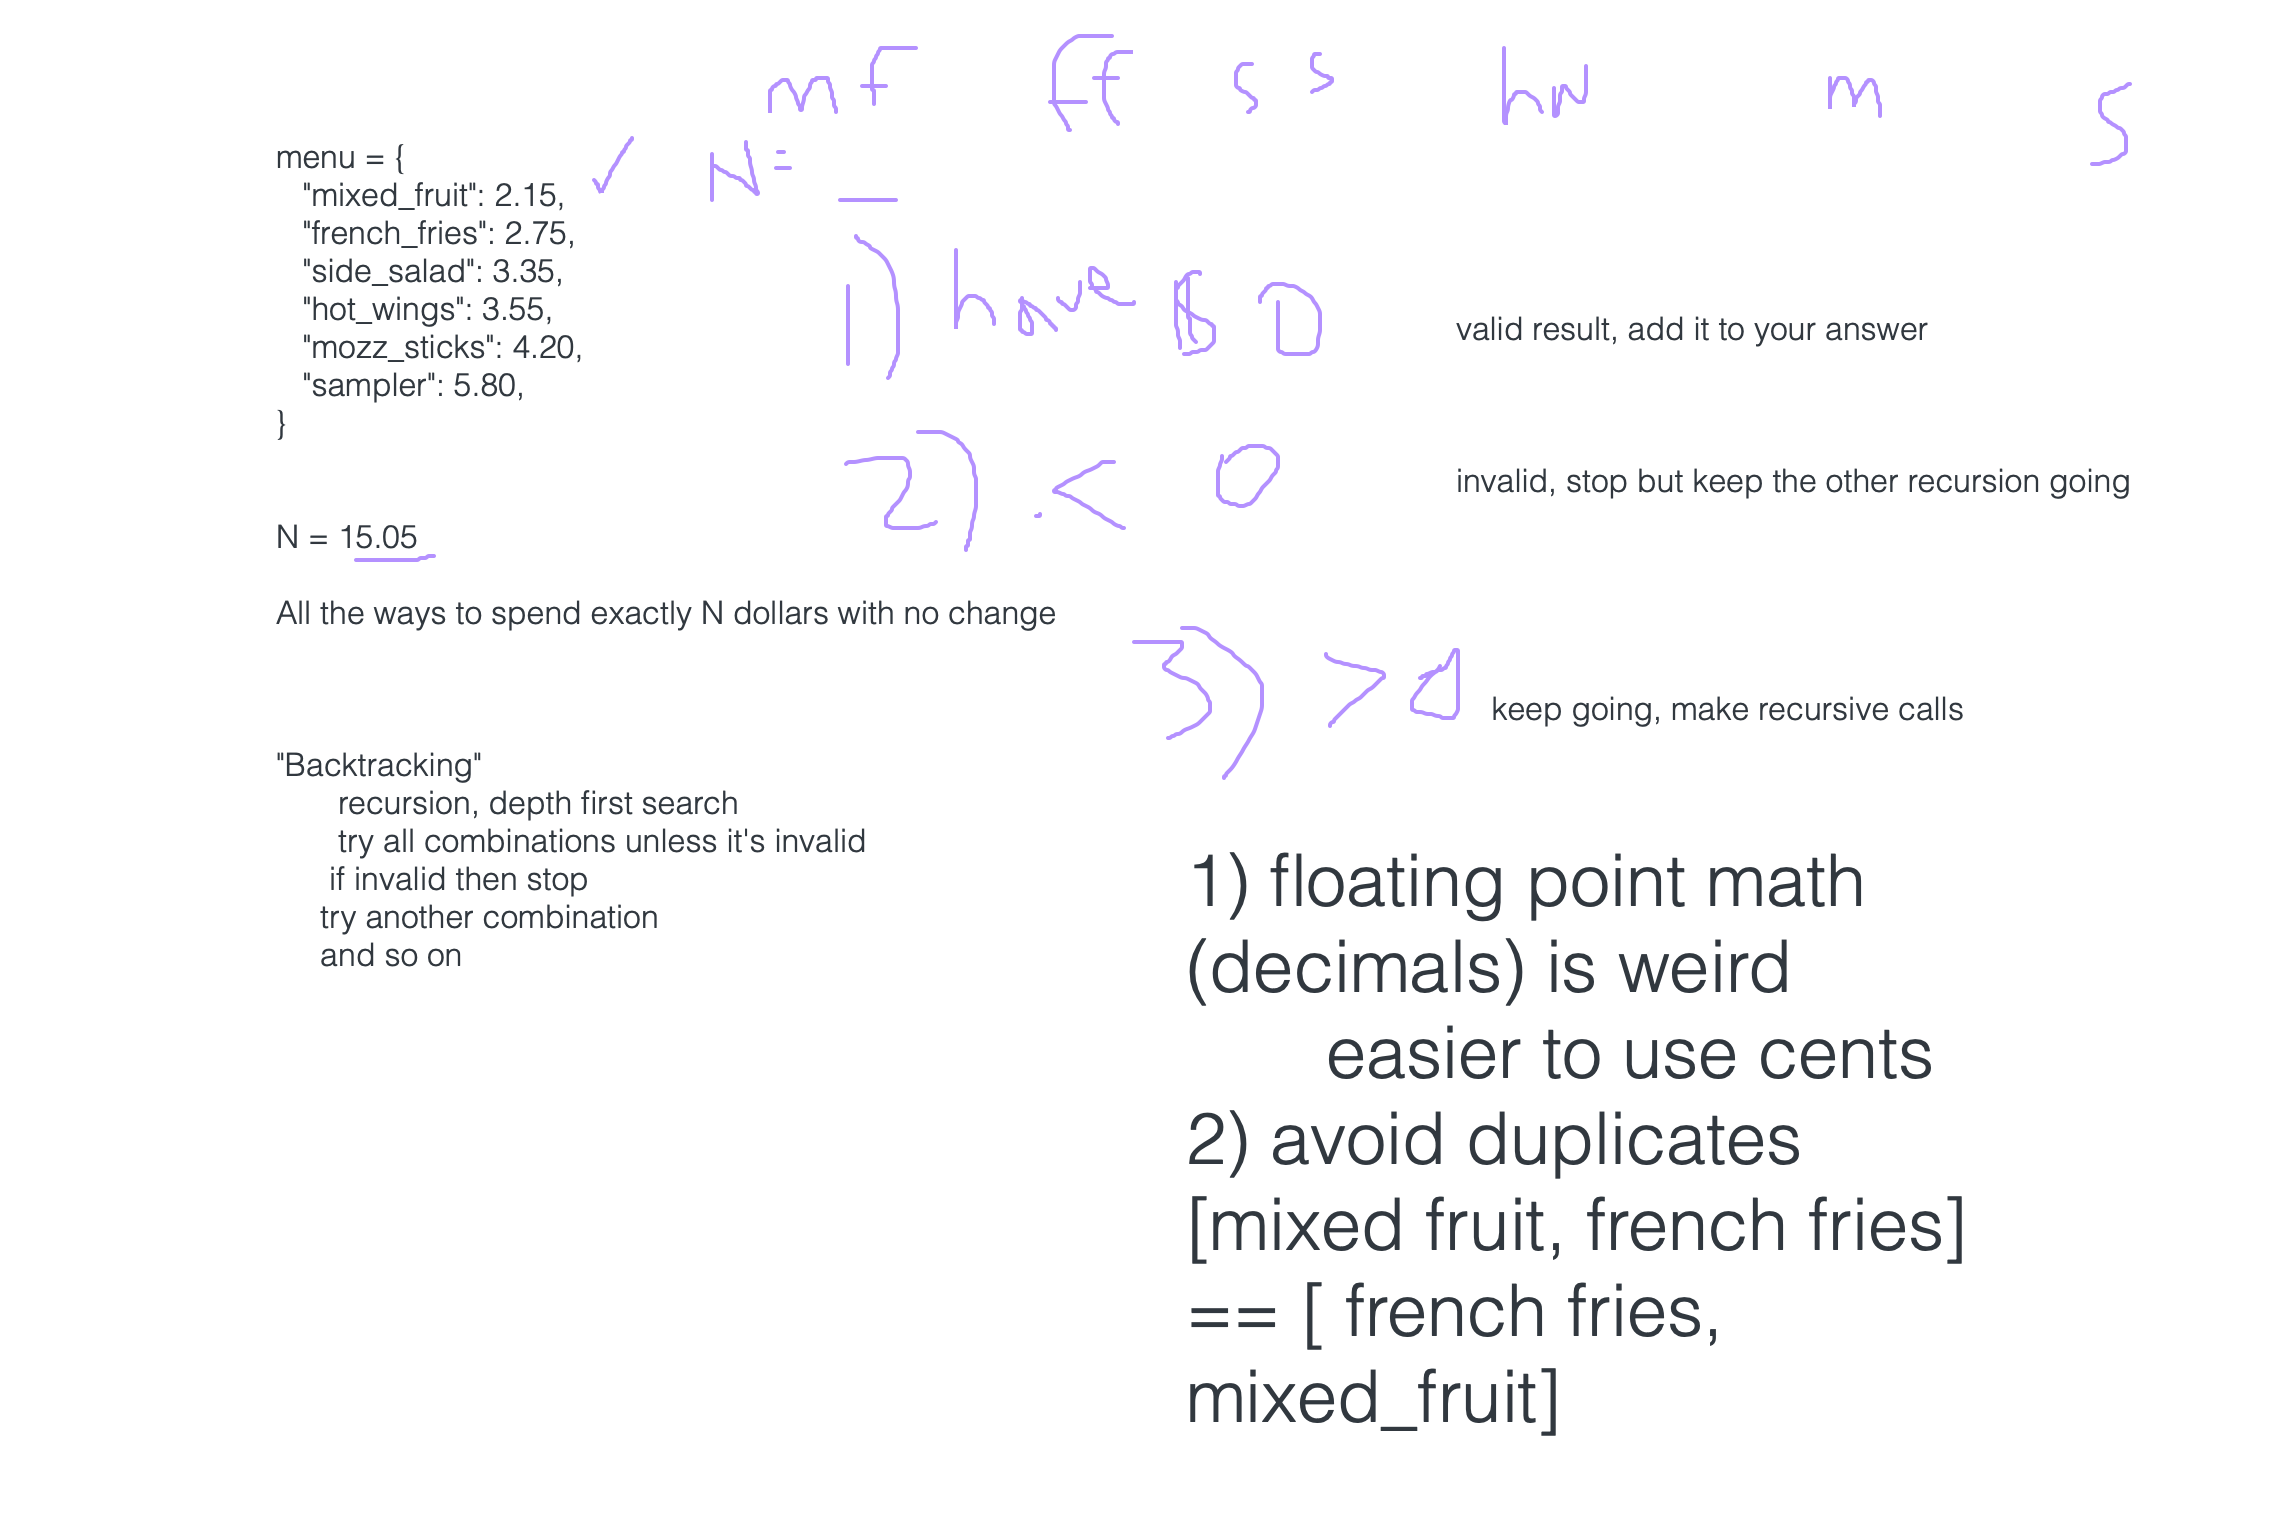 mf ff ss hw m s
menu = {
"mixed_fruit": 2.15,
"french_fries": 2.75,
"side_salad": 3.35,
"hot_wings": 3.55,
"mozz_sticks": 4.20,
"sampler": 5.80,
}
N = 15.05
All the ways to spend exactly N dollars with no change
"Backtracking"
recursion, depth first search
try all combinations unless it's invalid
if invalid then stop
try another combination
and so on
N = _
1) have $ 0
valid result, add it to your answer
2) < 0
invalid, stop but keep the other recursion going
3) > 0
keep going, make recursive calls
1) floating point math
(decimals) is weird
easier to use cents
2) avoid duplicates
[mixed fruit, french fries]
== [ french fries,
mixed_fruit]